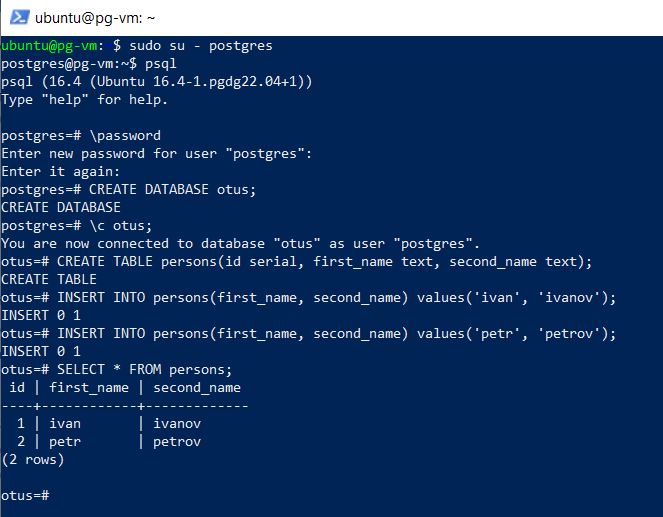 ubuntu@pg-vm: ~
ubuntu@pg-vm: $ sudo su - postgres
postgres@pg-vm:~$ psql
psql (16.4 (Ubuntu 16.4-1.pgdg22.04+1))
Type "help" for help.

postgres=# \password
Enter new password for user "postgres":
Enter it again:
postgres=# CREATE DATABASE otus;
CREATE DATABASE
postgres=# \c otus;
You are now connected to database "otus" as user "postgres".
otus=# CREATE TABLE persons(id serial, first_name text, second_name text);
CREATE TABLE
otus=# INSERT INTO persons(first_name, second_name) values('ivan', 'ivanov');
INSERT 0 1
otus=# INSERT INTO persons(first_name, second_name) values('petr', 'petrov');
INSERT 0 1
otus=# SELECT * FROM persons;
 id | first_name | second_name
----+------------+-------------
  1 | ivan       | ivanov
  2 | petr       | petrov
(2 rows)

otus=#